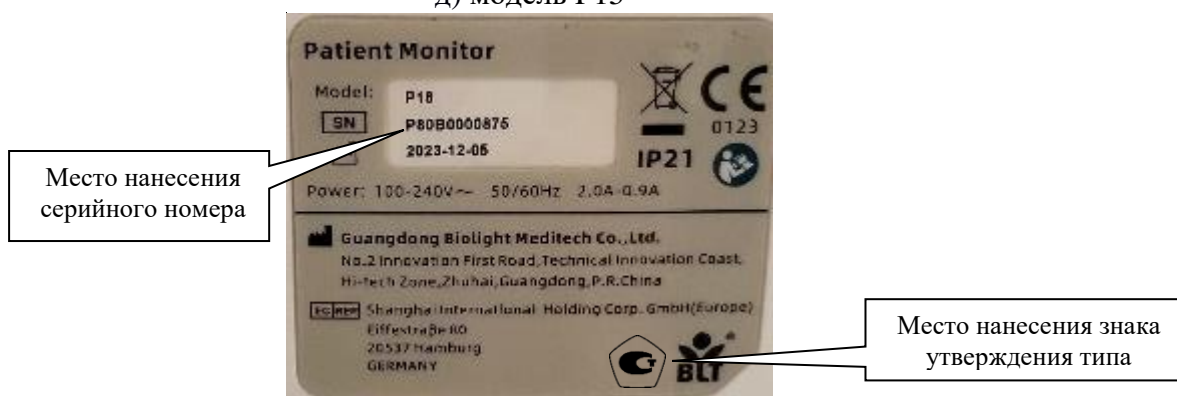 д) модель
Patient Monitor
Model: P18
SN P80B0000875
2023-12-05
0123
IP21
Power: 100-240V~ 50/60Hz 2.0A-0.9A
Место нанесения
серийного номера
Guangdong Biolight Meditech Co.,Ltd.
No.2 Innovation First Road,Technical Innovation Coast,
Hi-tech Zone,Zhuhai,Guangdong,P.R.China
EC REP Shanghai International Holding Corp. GmbH(Europe)
Eiffestraße 80
20537 Hamburg
GERMANY
BLT
Место нанесения знака
утверждения типа